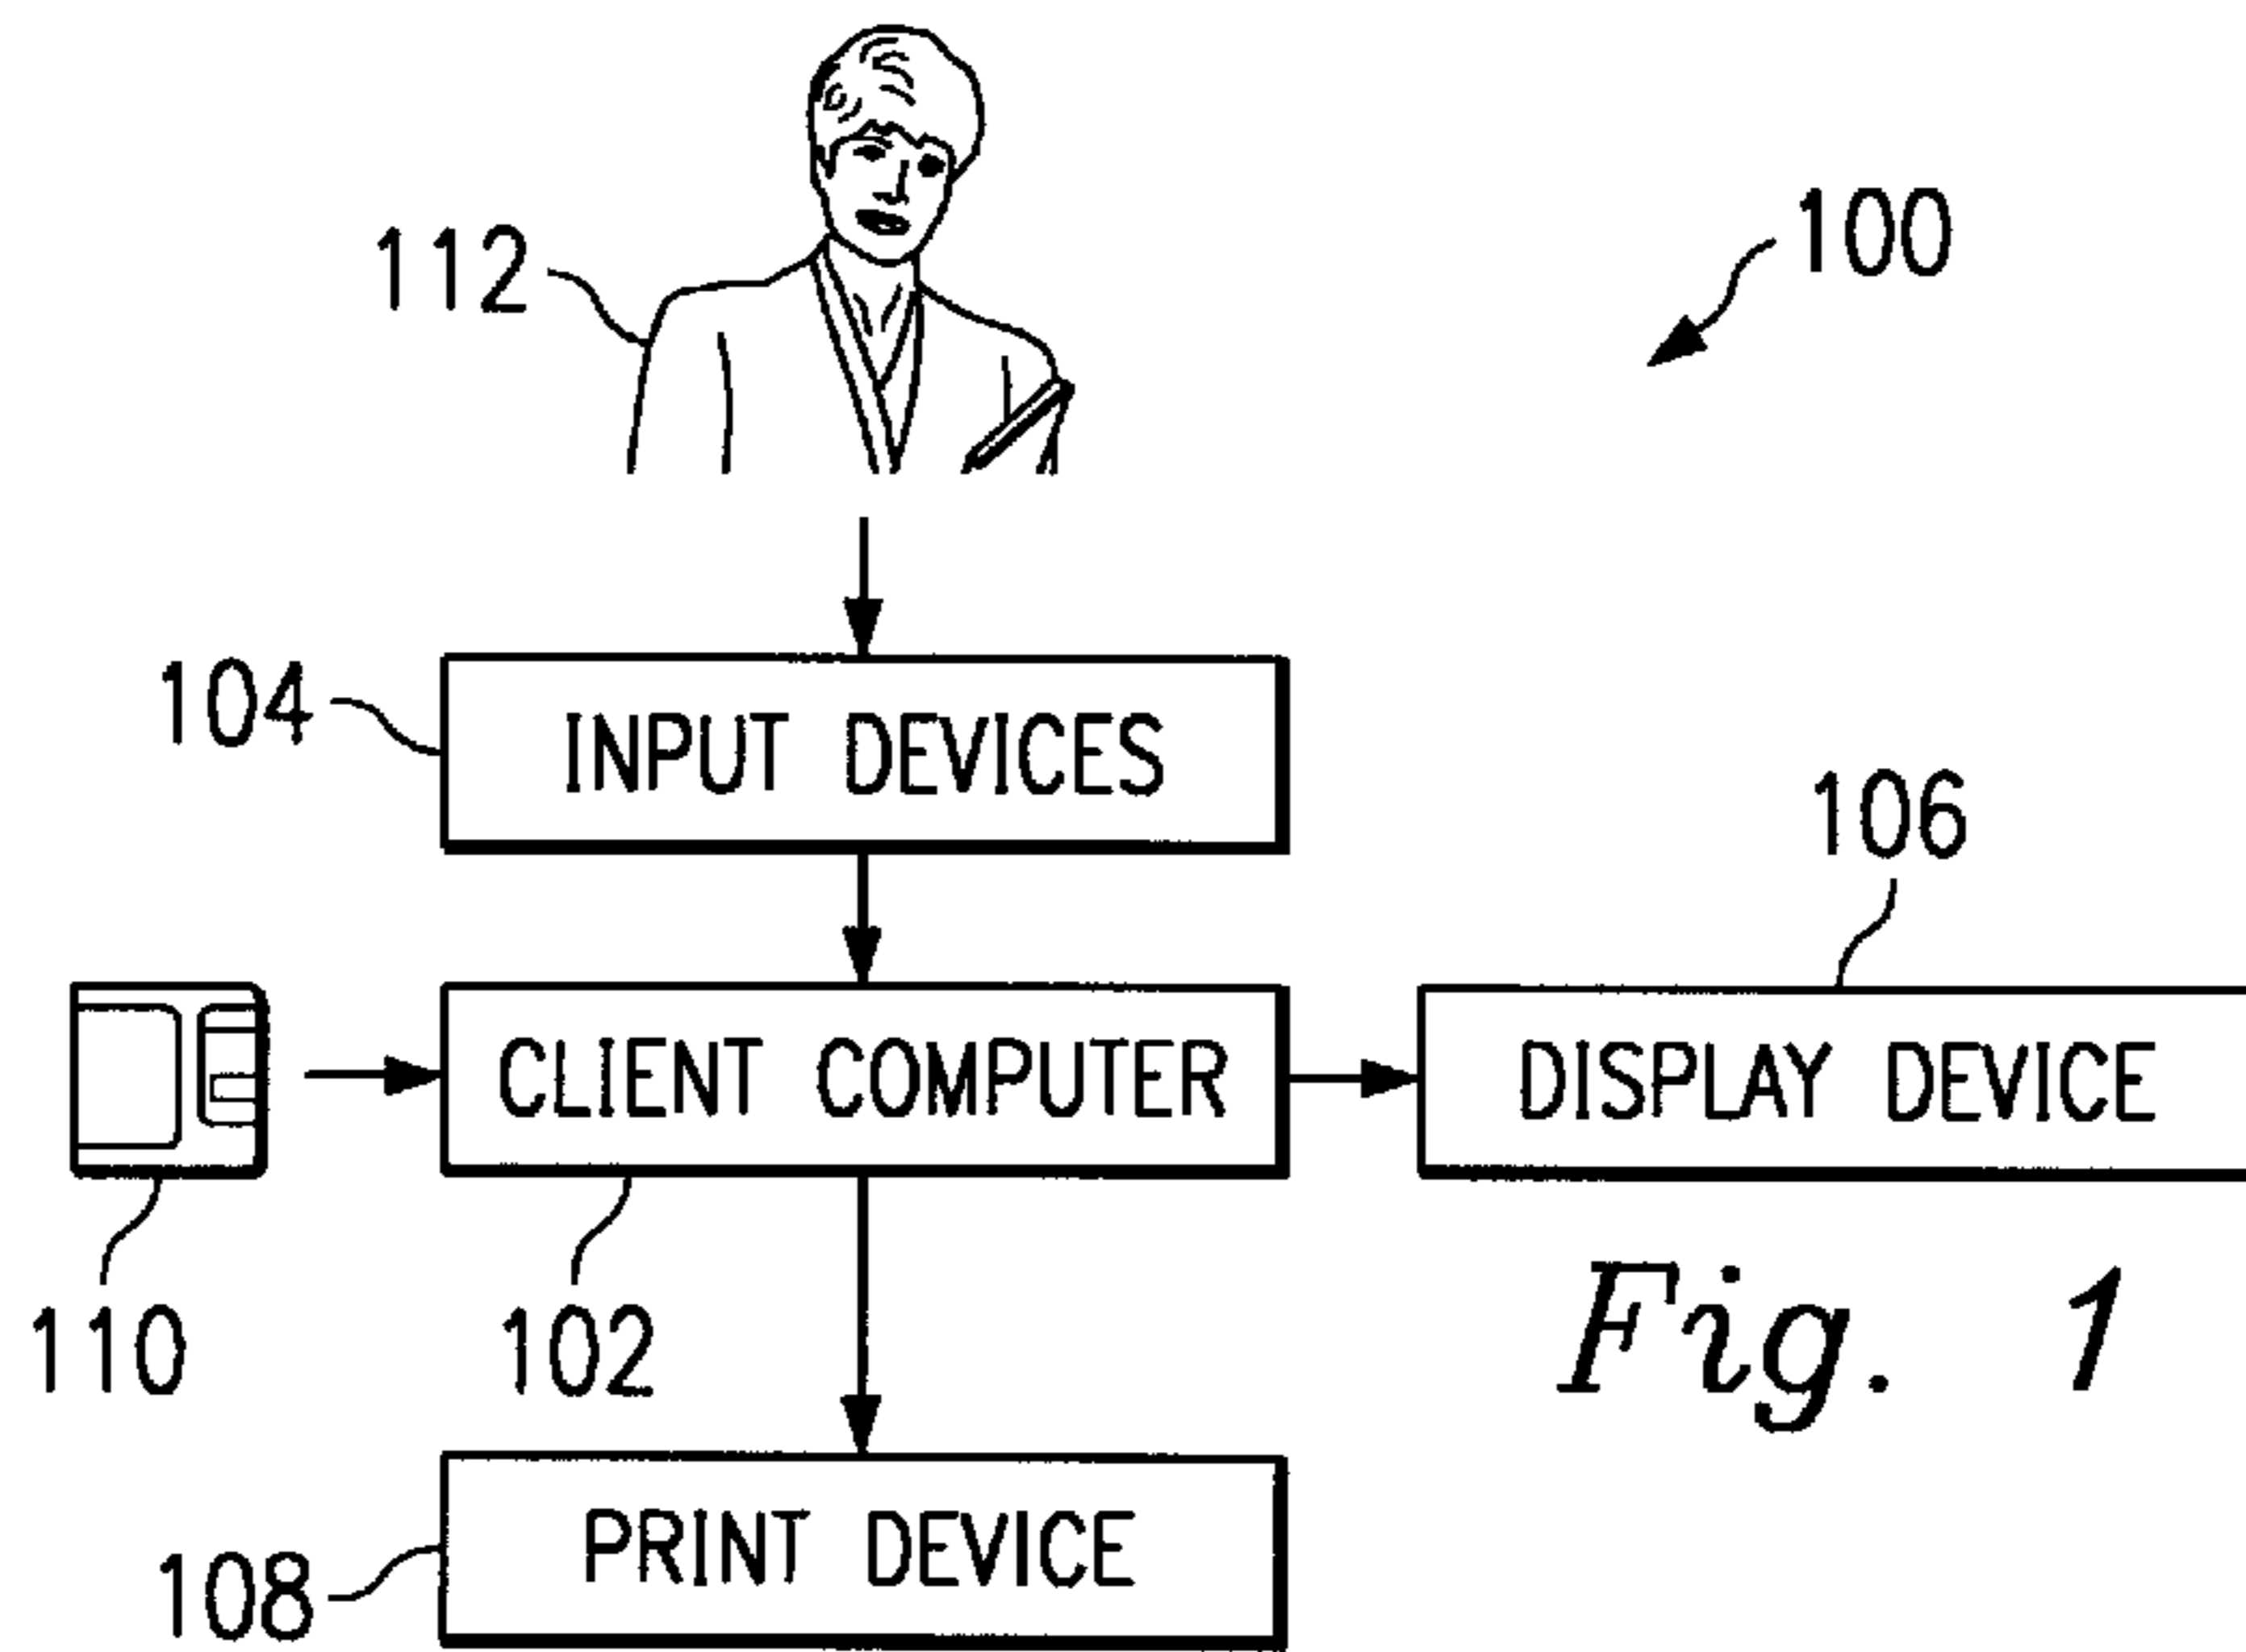 112
100
104
INPUT DEVICES
106
CLIENT COMPUTER
DISPLAY DEVICE
110
102
Fig. 1
PRINT DEVICE
108